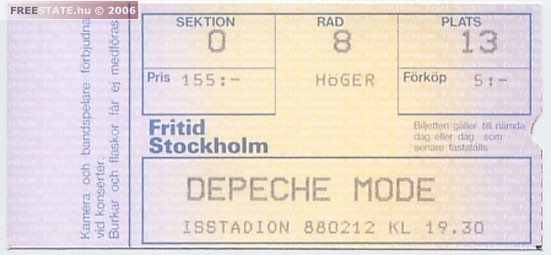 FREESTATE.hu © 2006
SEKTION RAD PLATS
0 8 13
Pris 155:- HöGER Förköp 5:-
Fritid
Stockholm
Biljetten gäller till nämda
dag eller dag som
senare fastställs
DEPECHE MODE
ISSTADION 880212 KL 19.30
Kamera och bandspelare förbjudna
vid konserter.
Burkar och flaskor får ej medföras